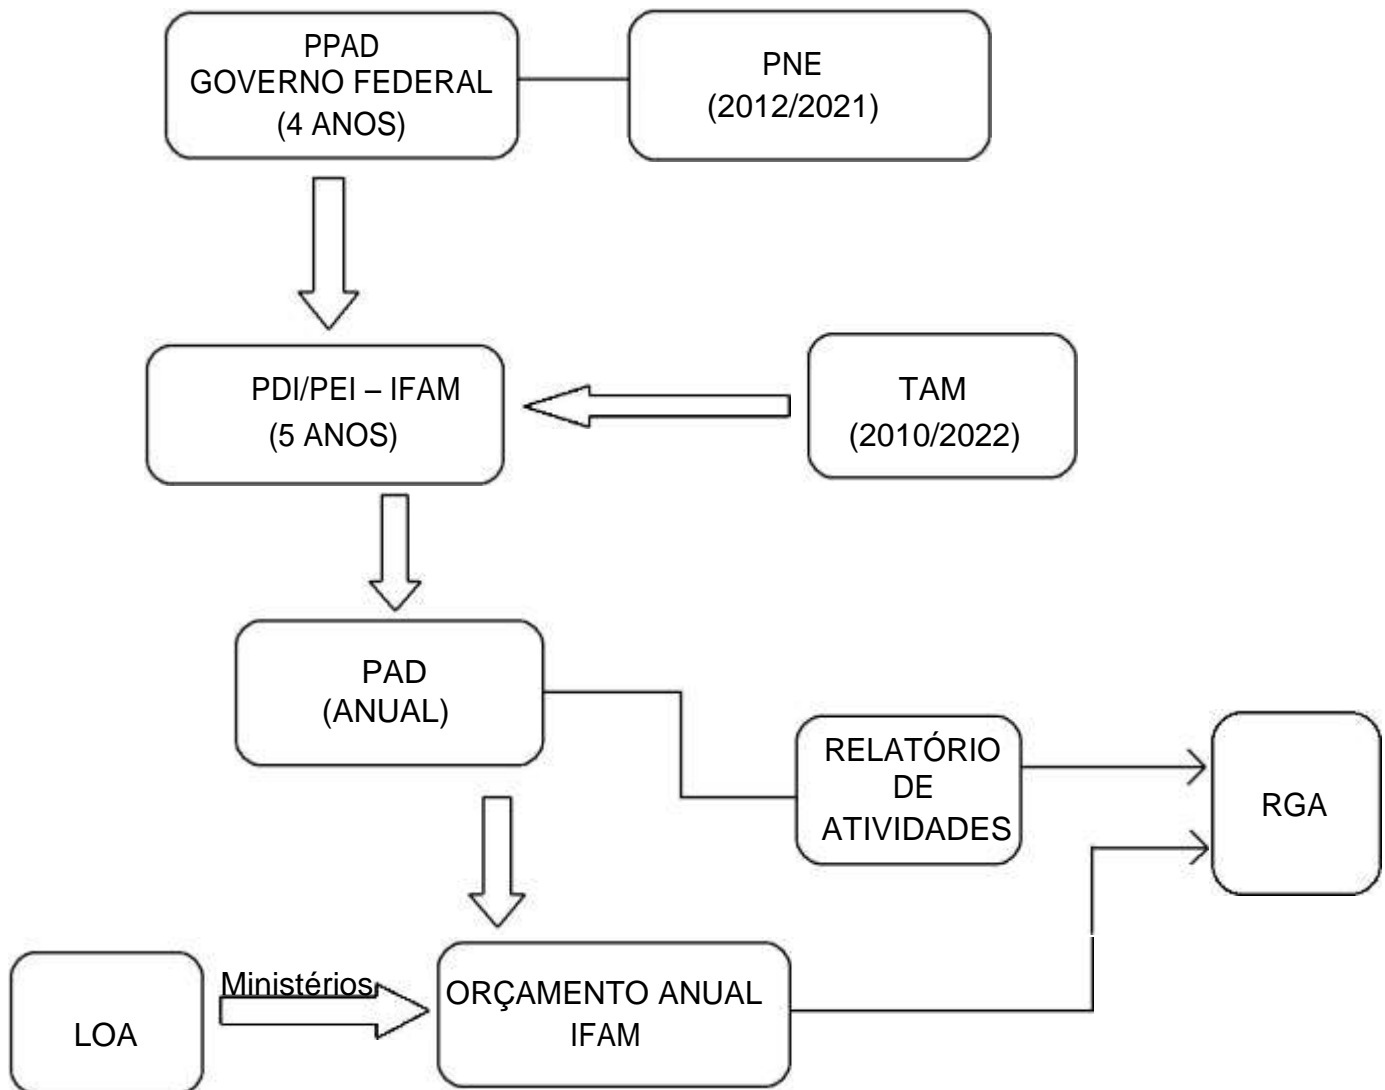 PPAD
GOVERNO FEDERAL
(4 ANOS)
PNE
(2012/2021)
PDI/PEI – IFAM
(5 ANOS)
TAM
(2010/2022)
PAD
(ANUAL)
RELATÓRIO
DE
ATIVIDADES
RGA
Ministérios
LOA
ORÇAMENTO ANUAL
IFAM